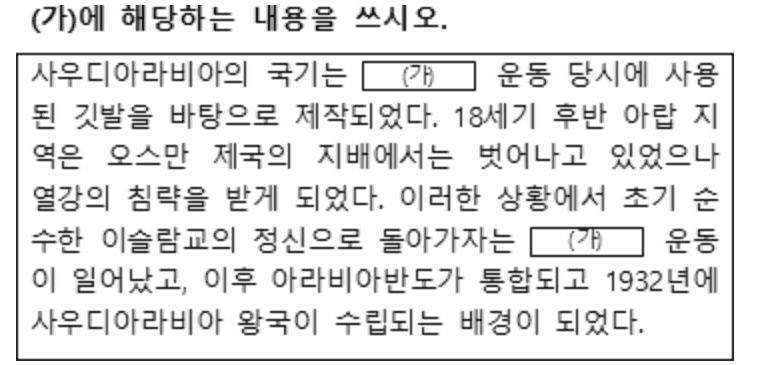 (가)에 해당하는 내용을 쓰시오.
사우디아라비아의 국기는 (가) 운동 당시에 사용
된 깃발을 바탕으로 제작되었다. 18세기 후반 아랍 지
역은 오스만 제국의 지배에서는 벗어나고 있었으나
열강의 침략을 받게 되었다. 이러한 상황에서 초기 순
수한 이슬람교의 정신으로 돌아가자는 (가) 운동
이 일어났고, 이후 아라비아반도가 통합되고 1932년에
사우디아라비아 왕국이 수립되는 배경이 되었다.